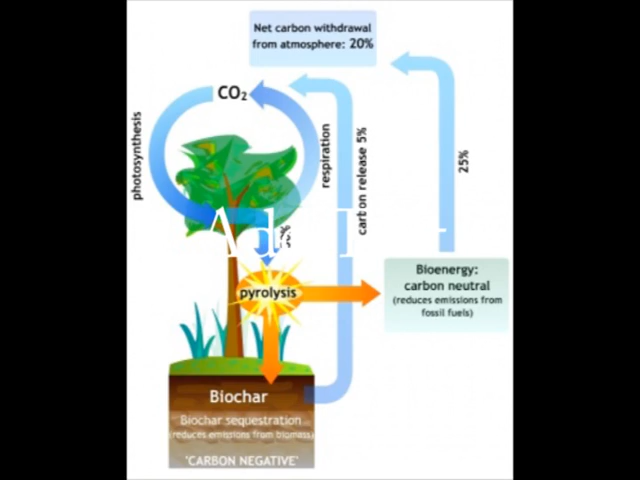 Net carbon withdrawal
from atmosphere: 20%
CO₂
photosynthesis
respiration
carbon release 5%
25%
pyrolysis
Bioenergy:
carbon neutral
(reduces emissions from
fossil fuels)
Biochar
Biochar sequestration
(reduces emissions from biomass)
'CARBON NEGATIVE'